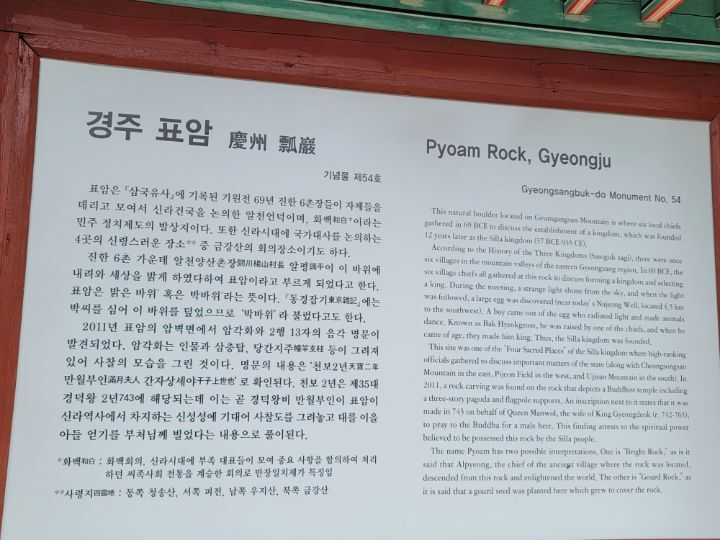 경주 표암 慶州 瓢巖
기념물 제54호
표암은 「삼국유사」에 기록된 기원전 69년 진한 6촌장들이 자제들을
데리고 모여서 신라건국을 논의한 알천언덕이며, 화백和白*이라는
민주 정치제도의 발상지이다. 또한 신라시대에 국가대사를 논의하는
4곳의 신령스러운 장소** 중 금강산의 회의장소이기도 하다.
진한 6촌 가운데 알천양산촌장閼川楊山村長 알평謁平이 이 바위에
내려와 세상을 밝게 하였다하여 표암이라고 부르게 되었다고 한다.
표암은 '밝은 바위' 혹은 '박바위'라는 뜻이다. 「동경잡기東京雜記」에는
박씨를 심어 이 바위를 덮었으므로 '박바위'라 불렀었다고도 한다.
2011년 표암의 암벽면에서 암각화와 2행 13자의 음각 명문이
발견되었다. 암각화는 인물과 삼층탑, 당간지주幢竿支柱 등이 그려져
있어 사찰의 모습을 그린 것이다. 명문의 내용은 '천보2년天寶二年
만월부인滿月夫人 간자상세야干子上世也'로 확인된다. 천보 2년은 제35대
경덕왕 2년743에 해당되는데 이는 곧 경덕왕비 만월부인이 표암이
신라역사에서 차지하는 신성성에 기대어 사찰도를 그려놓고 대를 이을
아들 얻기를 부처님께 빌었다는 내용으로 풀이된다.
*화백和白 : 화백회의, 신라시대에 부족 대표들이 모여 중요 사항을 합의하여 처리
하던 씨족사회 전통을 계승한 회의로 만장일치제가 특징임
**사령지四靈地 : 동쪽 청송산, 서쪽 피전, 남쪽 우지산, 북쪽 금강산
Pyoam Rock, Gyeongju
Gyeongsangbuk-do Monument No. 54
This natural boulder located on Geumgangsan Mountain is where six local chiefs
gathered in 69 BCE to discuss the establishment of a kingdom, which was founded
12 years later as the Silla kingdom (57 BCE-935 CE).
According to the History of the Three Kingdoms (Samguk sagi), there were once
six villages in the mountain valleys of the eastern Gyeongsang region, In 69 BCE, the
six village chiefs all gathered at this rock to discuss forming a kingdom and selecting
a king. During the meeting, a strange light shone from the sky, and when the light
was followed, a large egg was discovered (near today's Najeong Well, located 4.5 km
to the southwest). A boy came out of the egg who radiated light and made animals
dance. Known as Bak Hyeokgeose, he was raised by one of the chiefs, and when he
came of age, they made him king. Thus, the Silla kingdom was founded.
This site was one of the "Four Sacred Places" of the Silla kingdom where high-ranking
officials gathered to discuss important matters of the state (along with Cheongsongsan
Mountain in the east, Pijeon Field in the west, and Ujisan Mountain in the south). In
2011, a rock carving was found on the rock that depicts a Buddhist temple including
a three-story pagoda and flagpole supports. An inscription next to it states that it was
made in 743 on behalf of Queen Manwol, the wife of King Gyeongdeok (r. 742-765),
to pray to the Buddha for a male heir. This finding attests to the spiritual power
believed to be possessed this rock by the Silla people.
The name Pyoam has two possible interpretations. One is "Bright Rock," as it is
said that Alpyeong, the chief of the ancient village where the rock was located,
descended from this rock and enlightened the world. The other is "Gourd Rock," as
it is said that a gourd seed was planted here which grew to cover the rock.